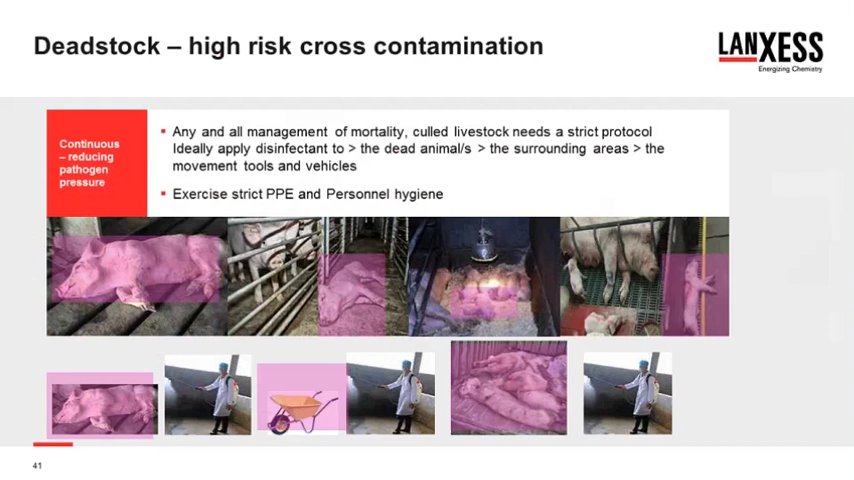 Deadstock – high risk cross contamination
LANXESS
Energizing Chemistry
Continuous
– reducing
pathogen
pressure
Any and all management of mortality, culled livestock needs a strict protocol
Ideally apply disinfectant to > the dead animal/s > the surrounding areas > the
movement tools and vehicles
Exercise strict PPE and Personnel hygiene
41